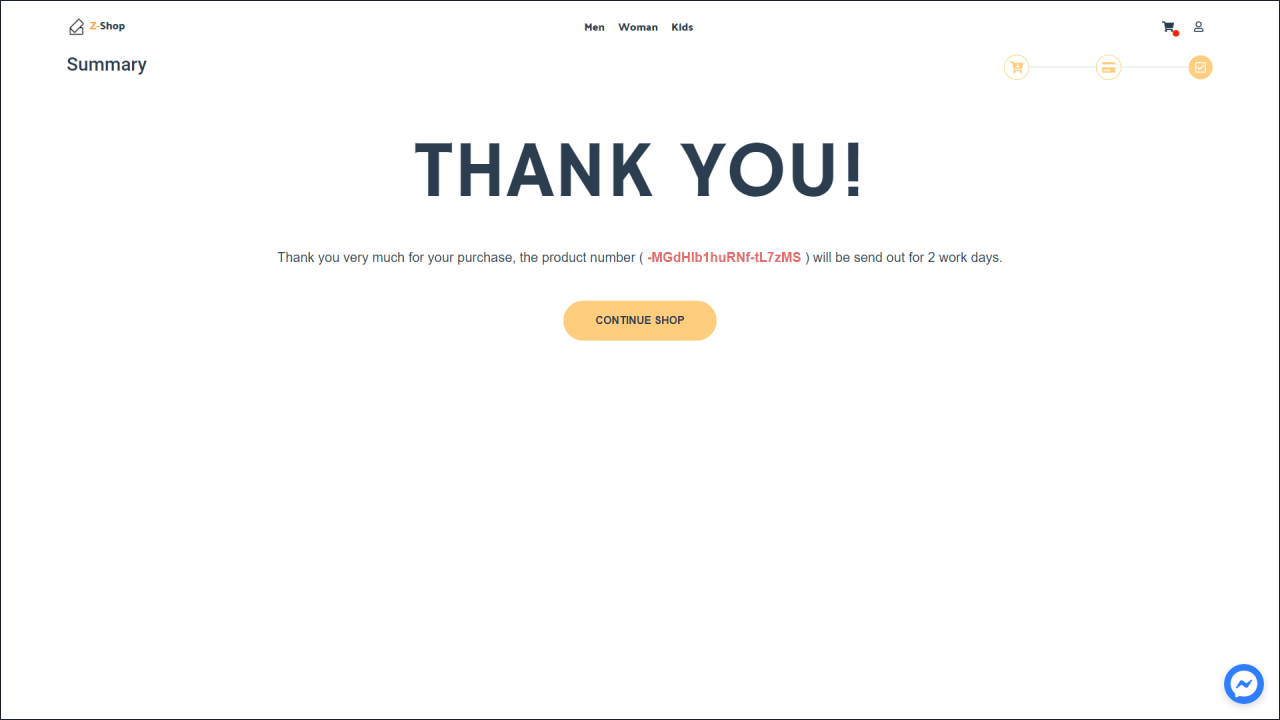 Z-Shop
Men Woman Kids
Summary
THANK YOU!
Thank you very much for your purchase, the product number ( -MGdHlb1huRNf-tL7zMS ) will be send out for 2 work days.
CONTINUE SHOP